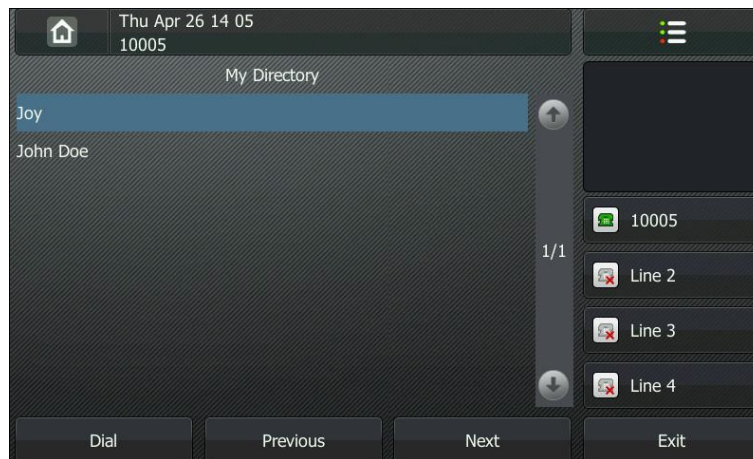 Thu Apr 26 14 05
10005
My Directory
Joy
John Doe
1/1
10005
Line 2
Line 3
Line 4
Dial Previous Next Exit